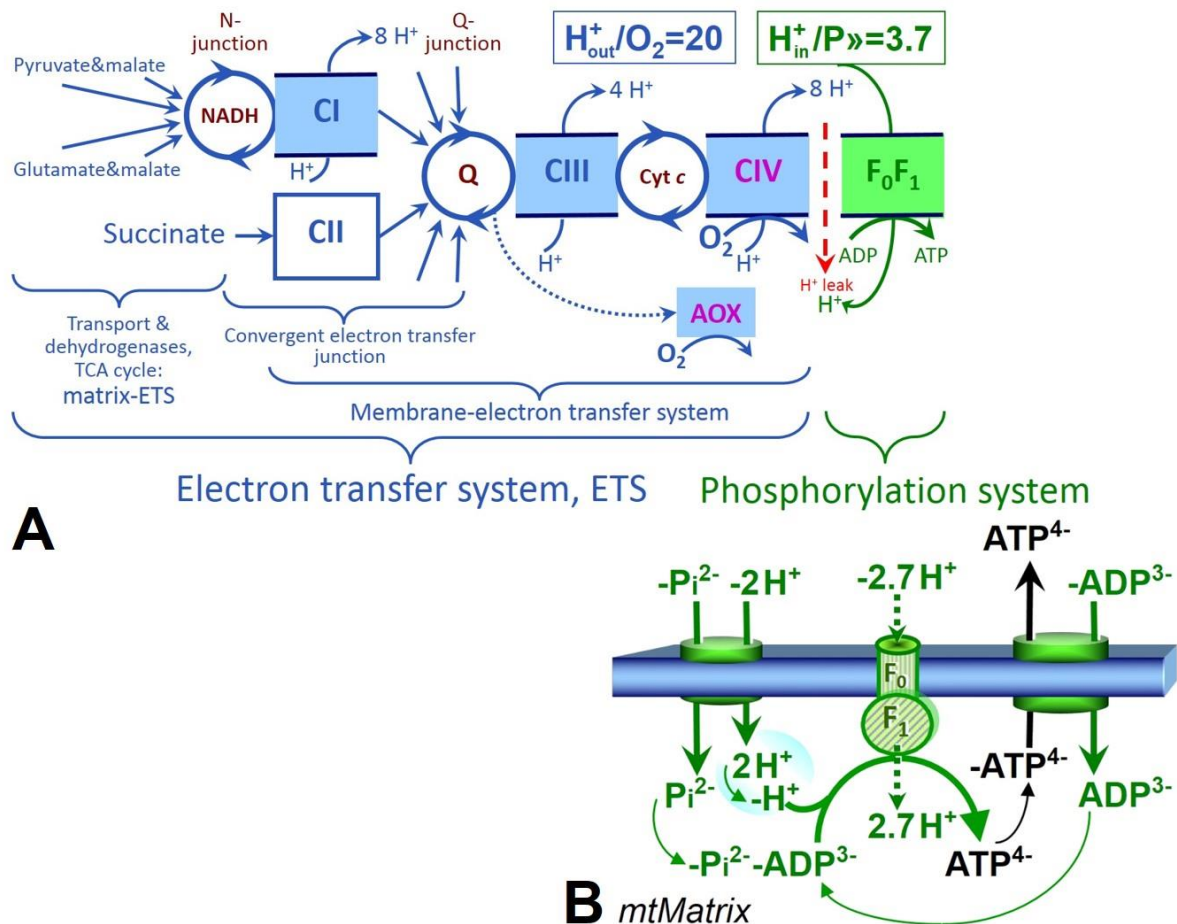 N-
junction
8 H⁺
Q-
junction
H⁺out/O₂=20
H⁺in/P»=3.7
Pyruvate&malate
NADH
CI
4 H⁺
8 H⁺
Glutamate&malate
H⁺
Q
CIII
Cyt c
CIV
F₀F₁
Succinate
CII
H⁺
O₂
H⁺
ADP
ATP
H⁺ leak
H⁺
Transport &
dehydrogenases,
TCA cycle:
matrix-ETS
Convergent electron transfer
junction
AOX
O₂
Membrane-electron transfer system
Electron transfer system, ETS
Phosphorylation system
A
ATP⁴⁻
-Pi²⁻
-2H⁺
-2.7H⁺
-ADP³⁻
F₀
F₁
2H⁺
-H⁺
Pi²⁻
2.7H⁺
-ATP⁴⁻
ADP³⁻
-Pi²⁻
-ADP³⁻
ATP⁴⁻
B
mtMatrix